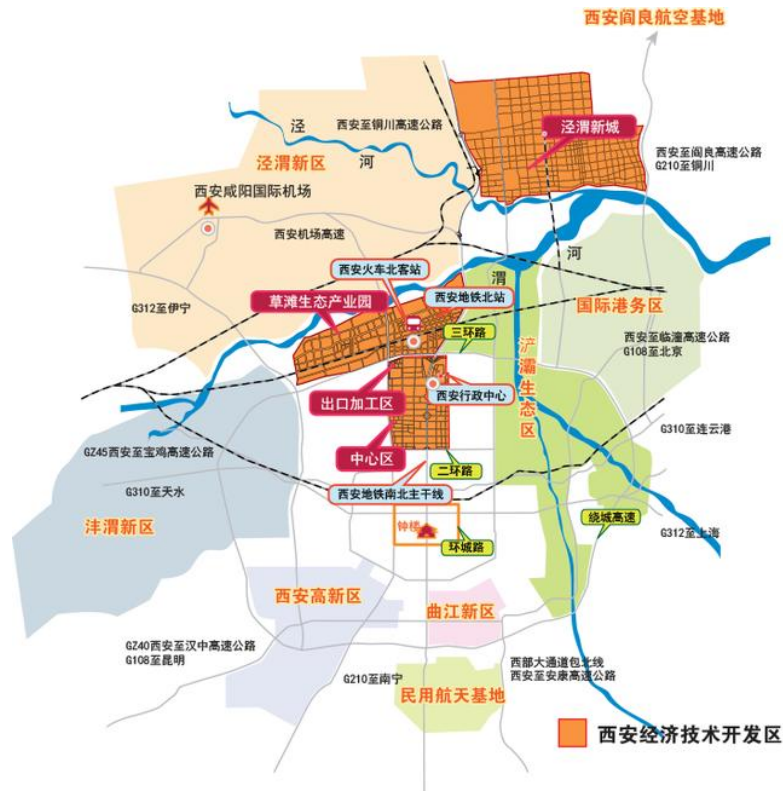 西安阎良航空基地
西安至铜川高速公路
泾
河
泾渭新城
西安至阎良高速公路
G210至铜川
泾渭新区
西安咸阳国际机场
西安机场高速
渭
河
西安火车北客站
西安地铁北站
国际港务区
草滩生态产业园
G312至伊宁
三环路
西安至临潼高速公路
G108至北京
浐灞生态区
出口加工区
西安行政中心
G310至连云港
中心区
GZ45西安至宝鸡高速公路
二环路
G310至天水
西安地铁南北主干线
沣渭新区
钟楼
环城路
绕城高速
G312至上海
西安高新区
曲江新区
GZ40西安至汉中高速公路
G108至昆明
G210至南宁
西部大通道包北线
西安至安康高速公路
民用航天基地
西安经济技术开发区